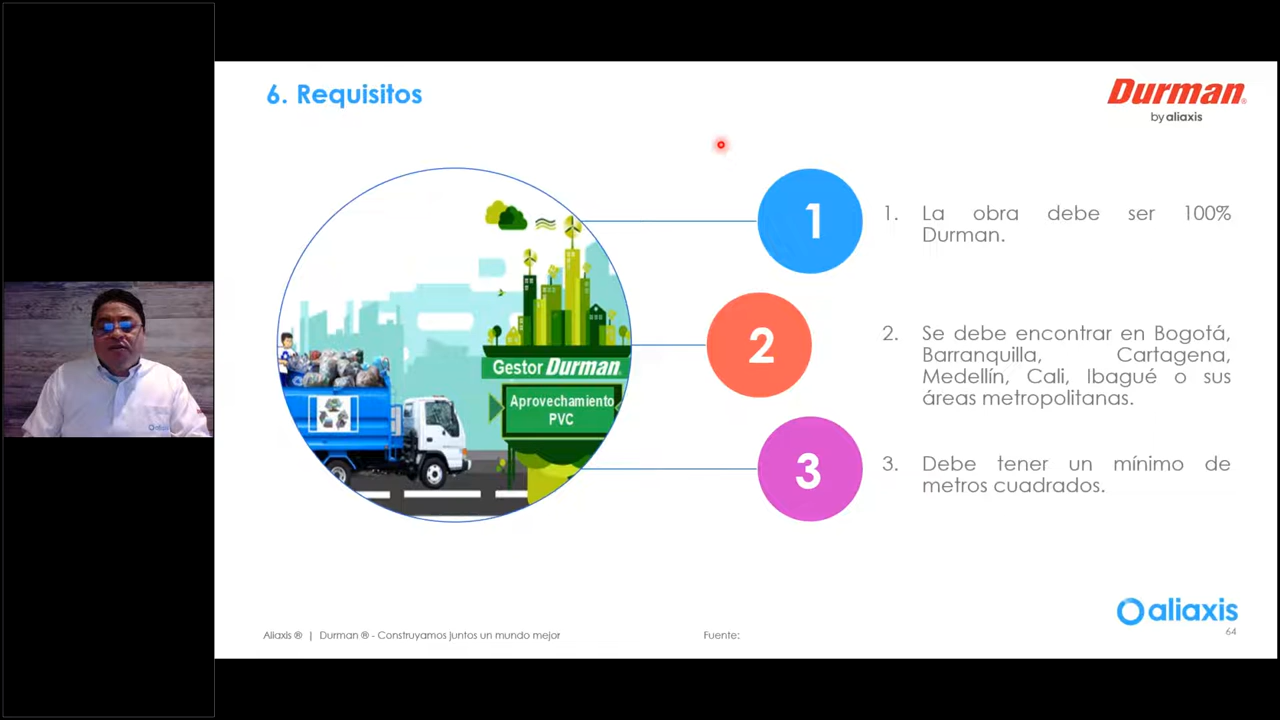 6. Requisitos
Durman®
by aliaxis
1
1. La obra debe ser 100%
Durman.
2
2. Se debe encontrar en Bogotá,
Barranquilla, Cartagena,
Medellín, Cali, Ibagué o sus
áreas metropolitanas.
3
3. Debe tener un mínimo de
metros cuadrados.
Gestor Durman®
Aprovechamiento
PVC
aliaxis
aliaxis
64
Aliaxis ® | Durman ® - Construyamos juntos un mundo mejor
Fuente: